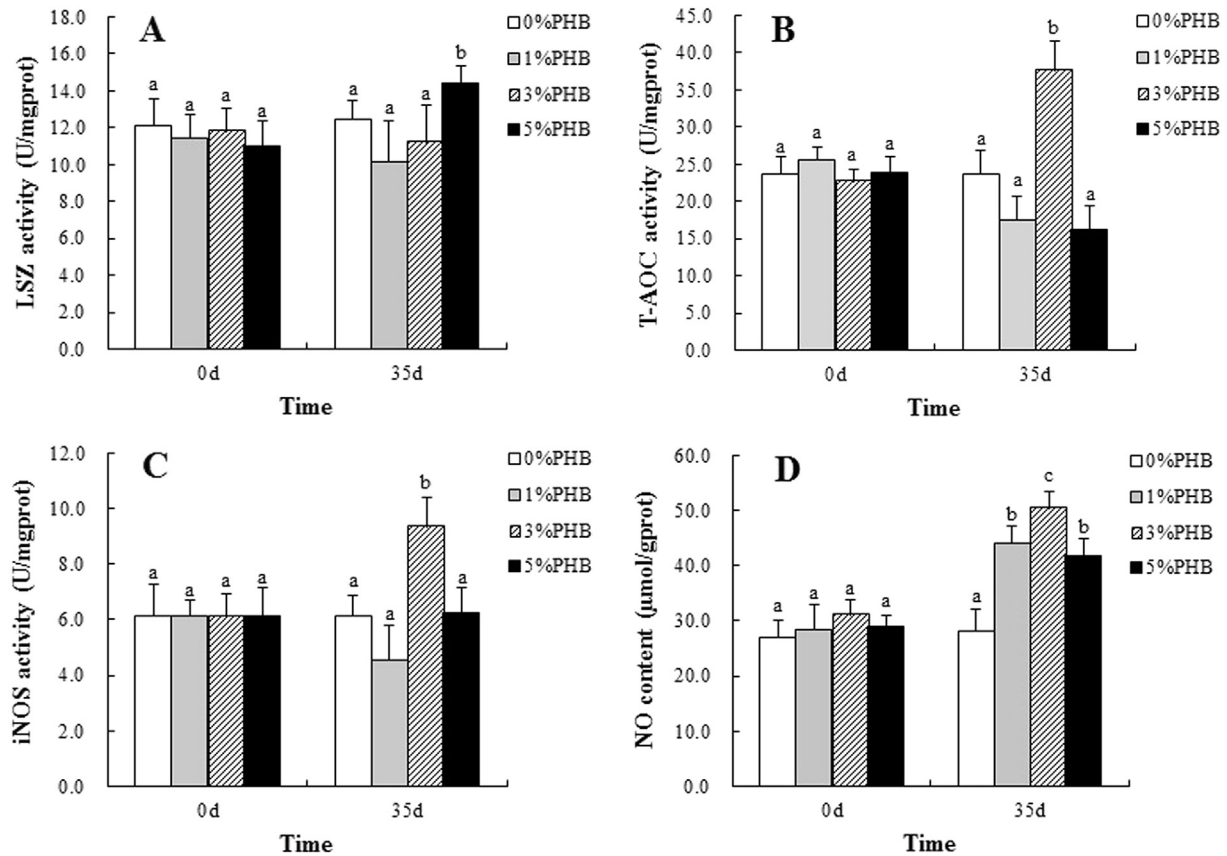 A
LSZ activity (U/mgprot)
18.0
16.0
14.0
12.0
10.0
8.0
6.0
4.0
2.0
0.0
a a a a
a a a b
0d 35d
Time
0%PHB
1%PHB
3%PHB
5%PHB
B
T-AOC activity (U/mgprot)
45.0
40.0
35.0
30.0
25.0
20.0
15.0
10.0
5.0
0.0
a a a a
a a b a
0d 35d
Time
0%PHB
1%PHB
3%PHB
5%PHB
C
iNOS activity (U/mgprot)
12.0
10.0
8.0
6.0
4.0
2.0
0.0
a a a a
a a b a
0d 35d
Time
0%PHB
1%PHB
3%PHB
5%PHB
D
NO content (μmol/gprot)
60.0
50.0
40.0
30.0
20.0
10.0
0.0
a a a a
a b c b
0d 35d
Time
0%PHB
1%PHB
3%PHB
5%PHB